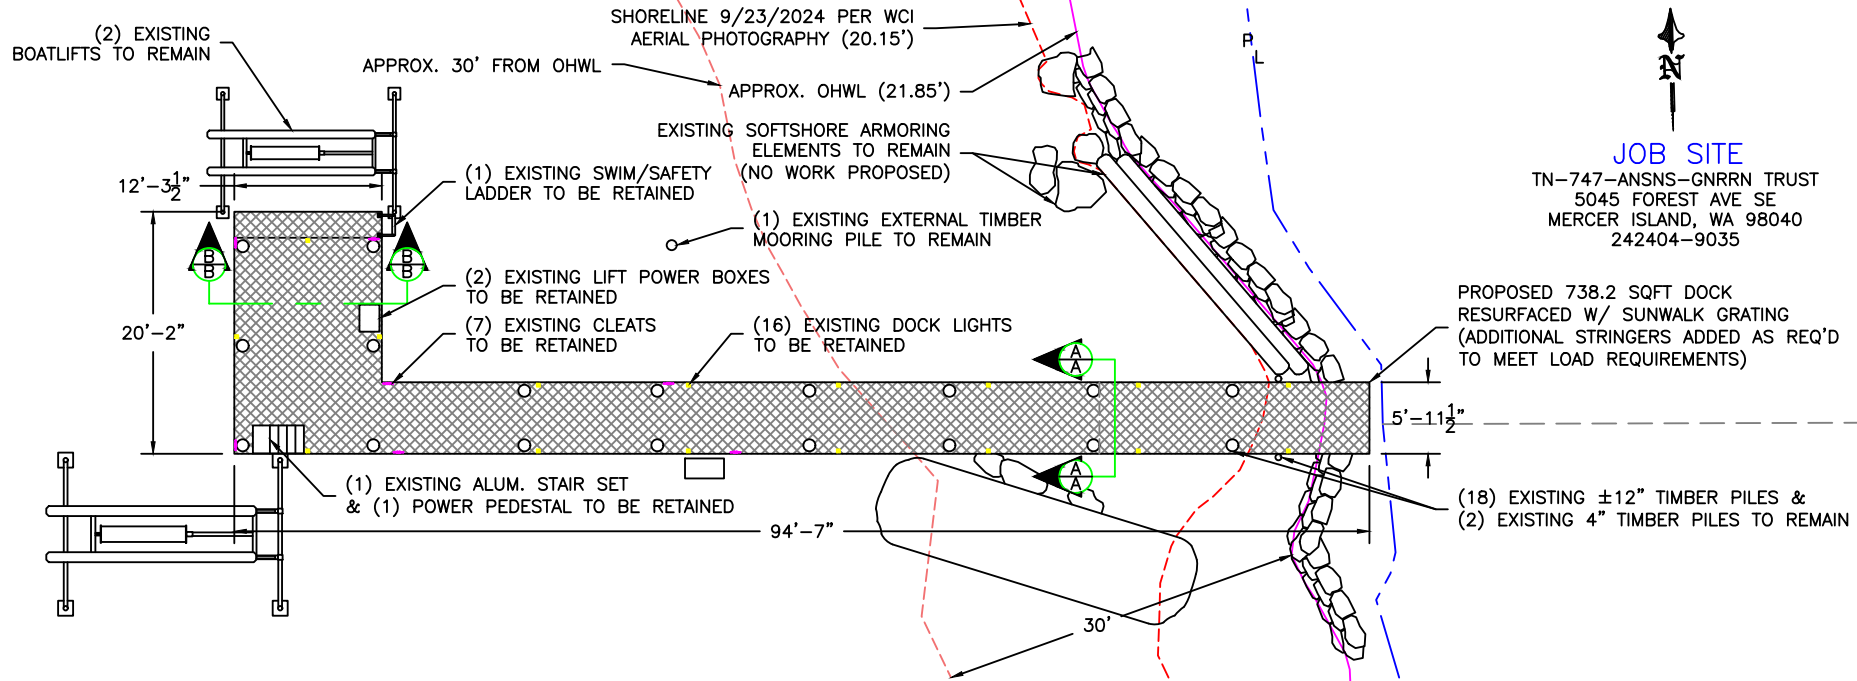 (2) EXISTING
BOATLIFTS TO REMAIN
SHORELINE 9/23/2024 PER WCI
AERIAL PHOTOGRAPHY (20.15')
APPROX. 30' FROM OHWL
APPROX. OHWL (21.85')
EXISTING SOFTSHORE ARMORING
ELEMENTS TO REMAIN
(NO WORK PROPOSED)
P
L
N
JOB SITE
TN-747-ANSNS-GNRRN TRUST
5045 FOREST AVE SE
MERCER ISLAND, WA 98040
242404-9035
12'-3 1/2"
(1) EXISTING SWIM/SAFETY
LADDER TO BE RETAINED
(1) EXISTING EXTERNAL TIMBER
MOORING PILE TO REMAIN
B
B
B
B
(2) EXISTING LIFT POWER BOXES
TO BE RETAINED
20'-2"
(7) EXISTING CLEATS
TO BE RETAINED
(16) EXISTING DOCK LIGHTS
TO BE RETAINED
A
A
PROPOSED 738.2 SQFT DOCK
RESURFACED W/ SUNWALK GRATING
(ADDITIONAL STRINGERS ADDED AS REQ'D
TO MEET LOAD REQUIREMENTS)
5'-11 1/2"
A
A
(1) EXISTING ALUM. STAIR SET
& (1) POWER PEDESTAL TO BE RETAINED
(18) EXISTING ±12" TIMBER PILES &
(2) EXISTING 4" TIMBER PILES TO REMAIN
94'-7"
30'